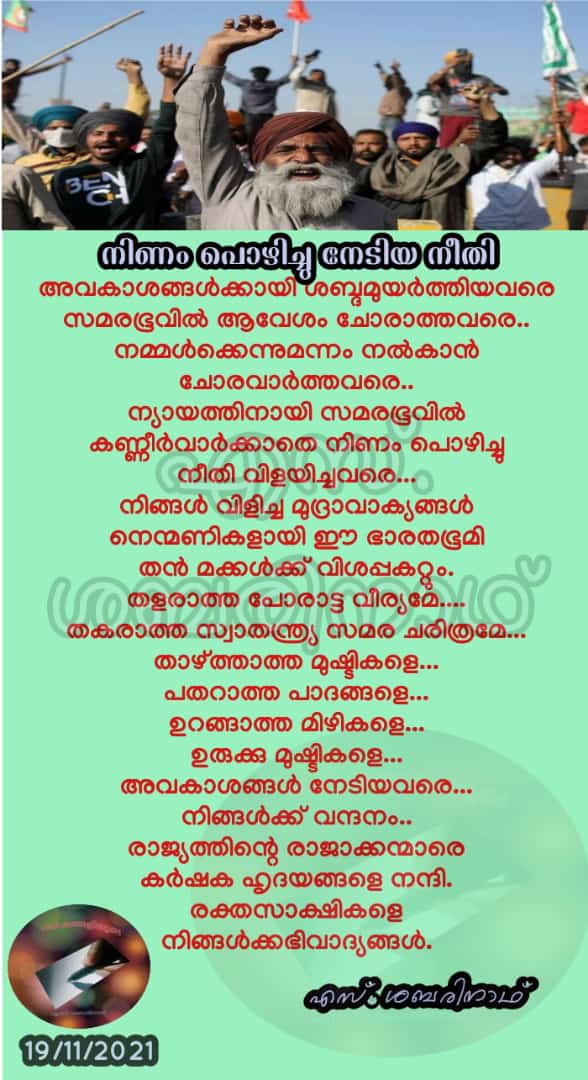 BEN
നിണം പൊഴിച്ചു നേടിയ നീതി
അവകാശങ്ങൾക്കായി ശബ്ദമുയർത്തിയവരെ
സമരഭൂവിൽ ആവേശം ചോരാത്തവരെ..
നമ്മൾക്കെന്നുമന്നം നൽകാൻ
ചോരവാർത്തവരെ..
ന്യായത്തിനായി സമരഭൂവിൽ
കണ്ണീർവാർക്കാതെ നിണം പൊഴിച്ചു
നീതി വിളയിച്ചവരെ...
നിങ്ങൾ വിളിച്ച മുദ്രാവാക്യങ്ങൾ
നെന്മണികളായി ഈ ഭാരതഭൂമി
തൻ മക്കൾക്ക് വിശപ്പകറ്റും.
തളരാത്ത പോരാട്ട വീര്യമേ....
തകരാത്ത സ്വാതന്ത്ര്യ സമര ചരിത്രമേ...
താഴ്ത്താത്ത മുഷ്ടികളെ...
പതറാത്ത പാദങ്ങളെ...
ഉറങ്ങാത്ത മിഴികളെ...
ഉരുക്കു മുഷ്ടികളെ...
അവകാശങ്ങൾ നേടിയവരെ...
നിങ്ങൾക്ക് വന്ദനം..
രാജ്യത്തിന്റെ രാജാക്കന്മാരെ
കർഷക ഹൃദയങ്ങളെ നന്ദി.
രക്തസാക്ഷികളെ
നിങ്ങൾക്കഭിവാദ്യങ്ങൾ.
എസ്. ശബരിനാഥ്
19/11/2021
എസ്.
ശബരിനാഥ്